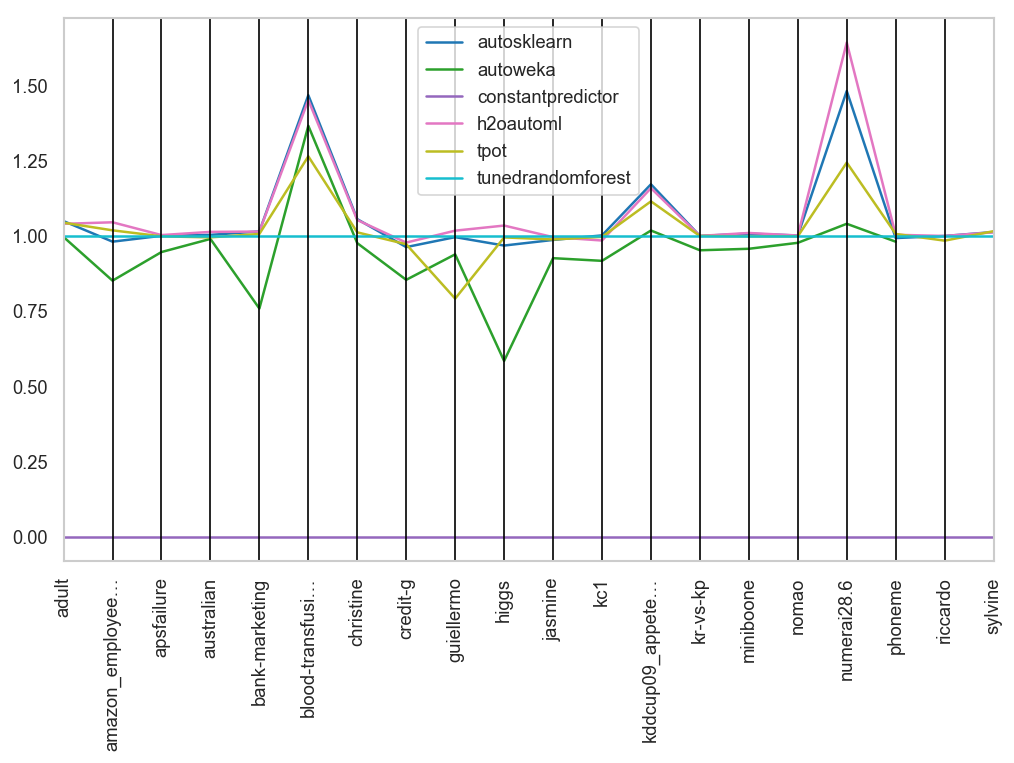 autosklearn
autoweka
constantpredictor
h2oautoml
tpot
tunedrandomforest
1.50
1.25
1.00
0.75
0.50
0.25
0.00
adult
amazon_employee…
apsfailure
australian
bank-marketing
blood-transfusi…
christine
credit-g
guiellermo
higgs
jasmine
kc1
kddcup09_appete…
kr-vs-kp
miniboone
nomao
numerai28.6
phoneme
riccardo
sylvine